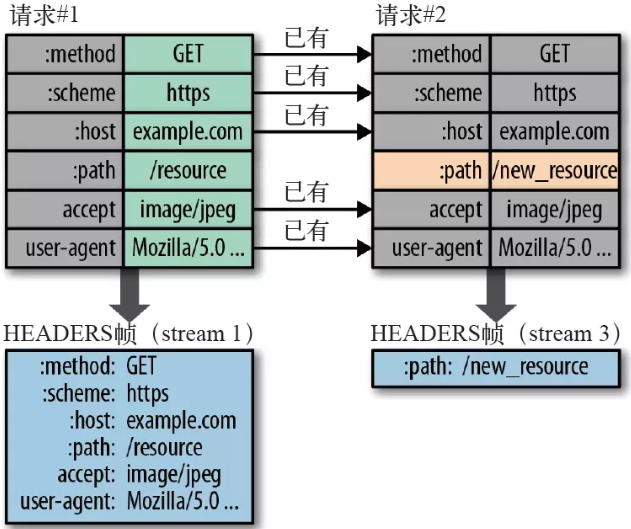 请求#1
:method GET
:scheme https
:host example.com
:path /resource
accept image/jpeg
user-agent Mozilla/5.0 ...
已有
已有
已有
已有
已有
请求#2
:method GET
:scheme https
:host example.com
:path /new_resource
accept image/jpeg
user-agent Mozilla/5.0 ...
HEADERS帧（stream 1）
:method: GET
:scheme: https
:host: example.com
:path: /resource
accept: image/jpeg
user-agent: Mozilla/5.0 ...
HEADERS帧（stream 3）
:path: /new_resource